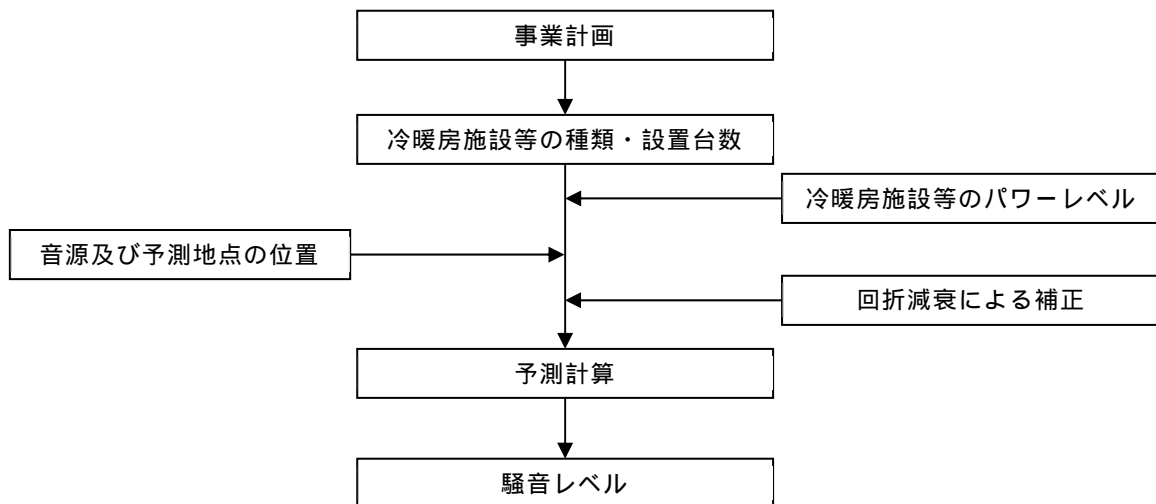 事業計画
冷暖房施設等の種類・設置台数
冷暖房施設等のパワーレベル
音源及び予測地点の位置
回折減衰による補正
予測計算
騒音レベル